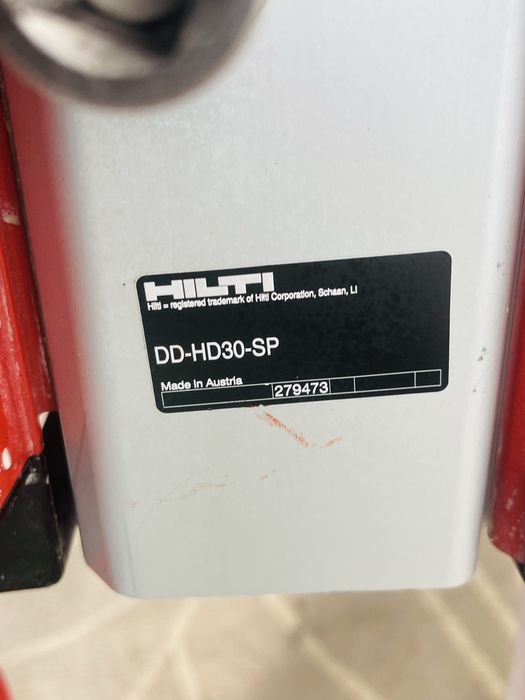 HILTI
Hilti = registered trademark of Hilti Corporation, Schaan, LI
DD-HD30-SP
Made in Austria
279473